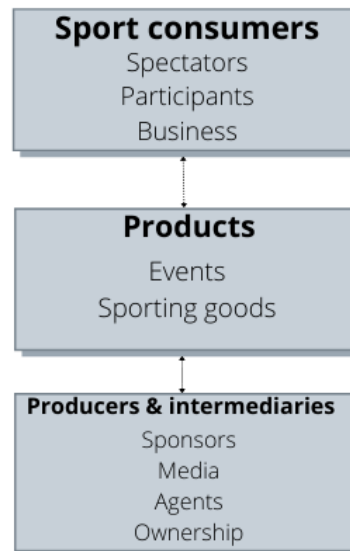 Sport consumers
Spectators
Participants
Business
Products
Events
Sporting goods
Producers & intermediaries
Sponsors
Media
Agents
Ownership